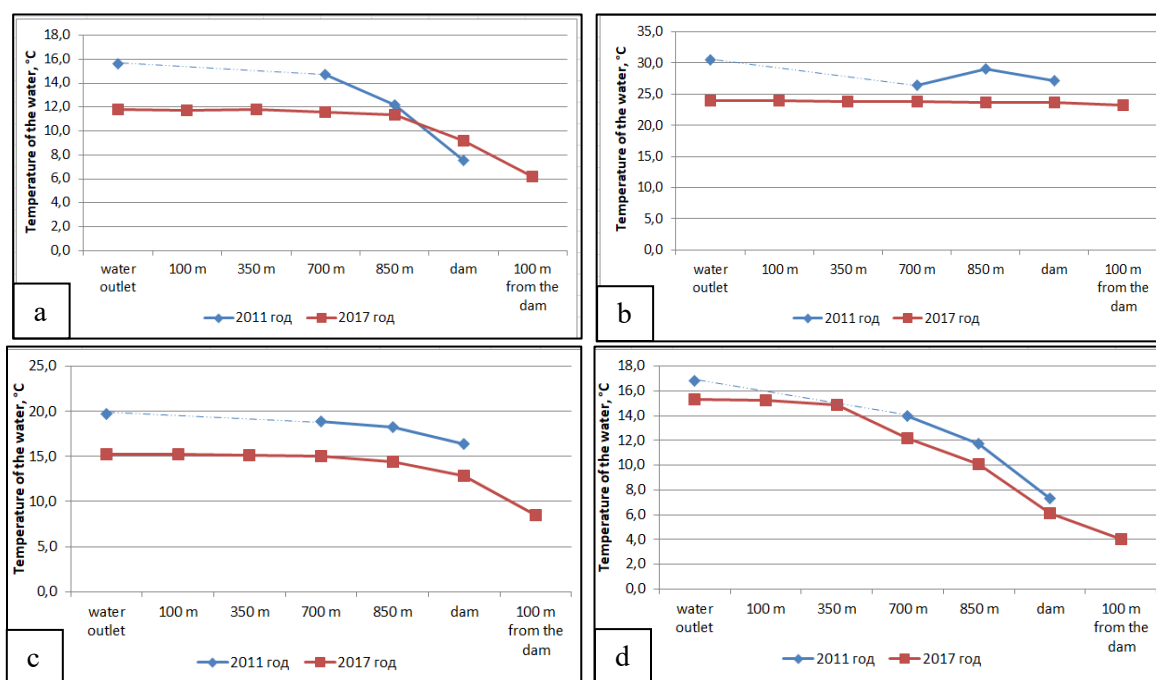 Temperature of the water, °C
18,0
16,0
14,0
12,0
10,0
8,0
6,0
4,0
2,0
0,0
water outlet
100 m
350 m
700 m
850 m
dam
100 m from the dam
2011 год
2017 год
a
Temperature of the water, °C
35,0
30,0
25,0
20,0
15,0
10,0
5,0
0,0
water outlet
100 m
350 m
700 m
850 m
dam
100 m from the dam
2011 год
2017 год
b
Temperature of the water, °C
25,0
20,0
15,0
10,0
5,0
0,0
water outlet
100 m
350 m
700 m
850 m
dam
100 m from the dam
2011 год
2017 год
c
Temperature of the water, °C
18,0
16,0
14,0
12,0
10,0
8,0
6,0
4,0
2,0
0,0
water outlet
100 m
350 m
700 m
850 m
dam
100 m from the dam
2011 год
2017 год
d